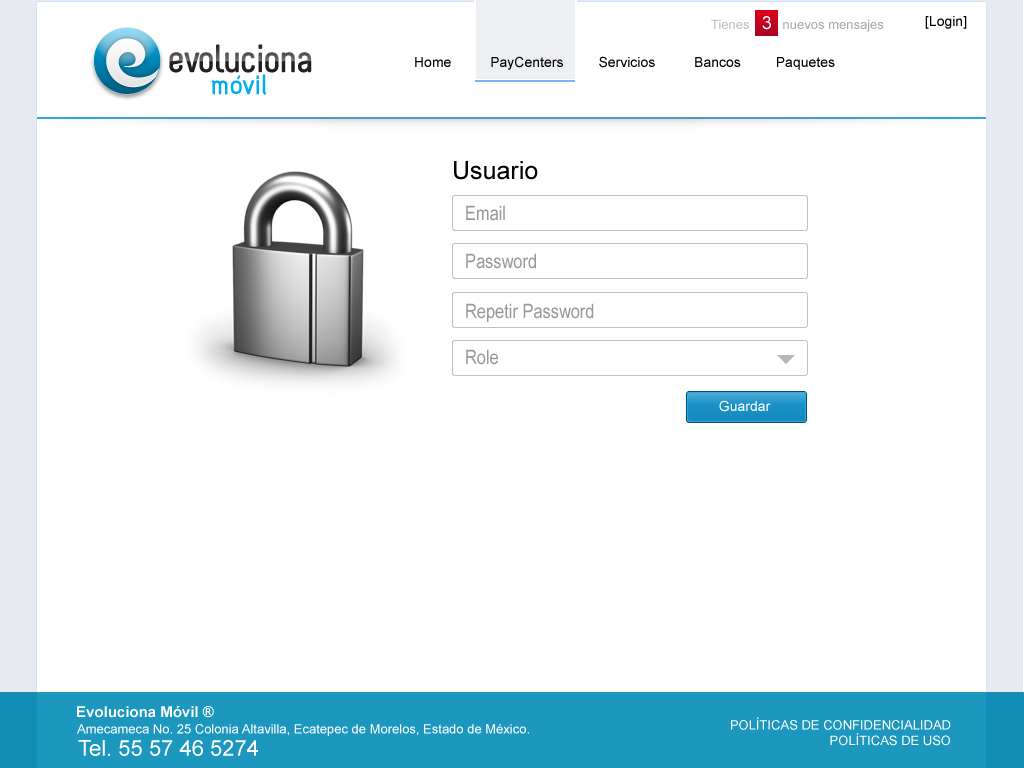 Tienes 3 nuevos mensajes
[Login]
evoluciona
móvil
Home PayCenters Servicios Bancos Paquetes
Usuario
Email
Password
Repetir Password
Role
Guardar
Evoluciona Móvil ®
Amecameca No. 25 Colonia Altavilla, Ecatepec de Morelos, Estado de México.
Tel. 55 57 46 5274
POLÍTICAS DE CONFIDENCIALIDAD
POLÍTICAS DE USO